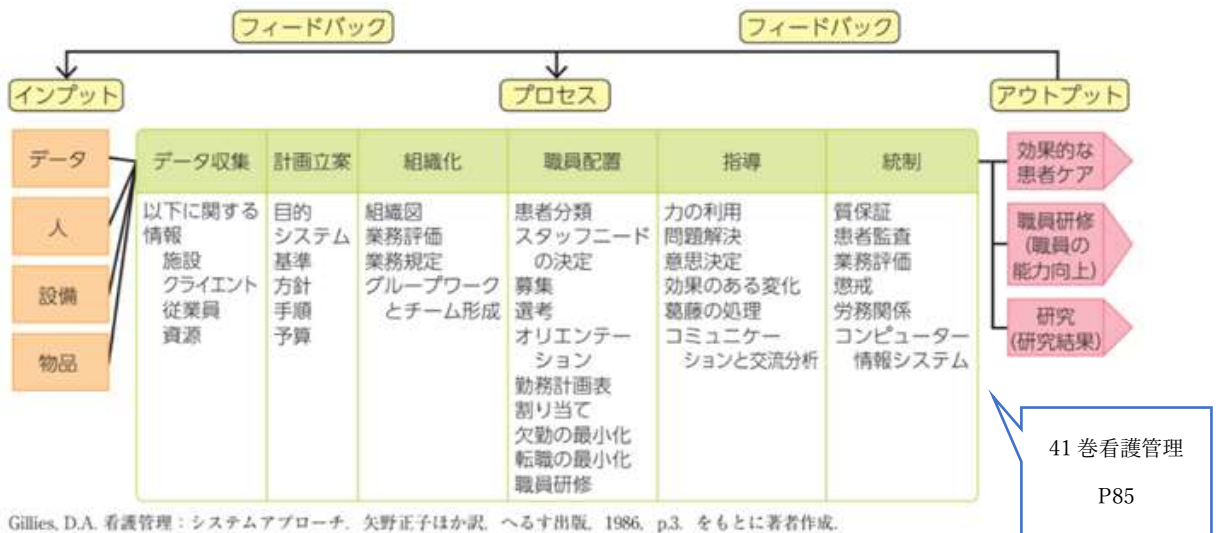 フィードバック
フィードバック
インプット
プロセス
アウトプット
データ
人
設備
物品
データ収集
以下に関する
情報
施設
クライエント
従業員
資源
計画立案
目的
システム
基準
方針
手順
予算
組織化
組織図
業務評価
業務規定
グループワーク
とチーム形成
職員配置
患者分類
スタッフニード
の決定
募集
選考
オリエンテー
ション
勤務計画表
割り当て
欠勤の最小化
転職の最小化
職員研修
指導
力の利用
問題解決
意思決定
効果のある変化
葛藤の処理
コミュニケー
ションと交流分析
統制
質保証
患者監査
業務評価
懲戒
労務関係
コンピューター
情報システム
効果的な
患者ケア
職員研修
(職員の
能力向上)
研究
(研究結果)
41 巻看護管理
P85
Gillies, D.A. 看護管理：システムアプローチ. 矢野正子ほか訳. へるす出版, 1986, p.3. をもとに著者作成.